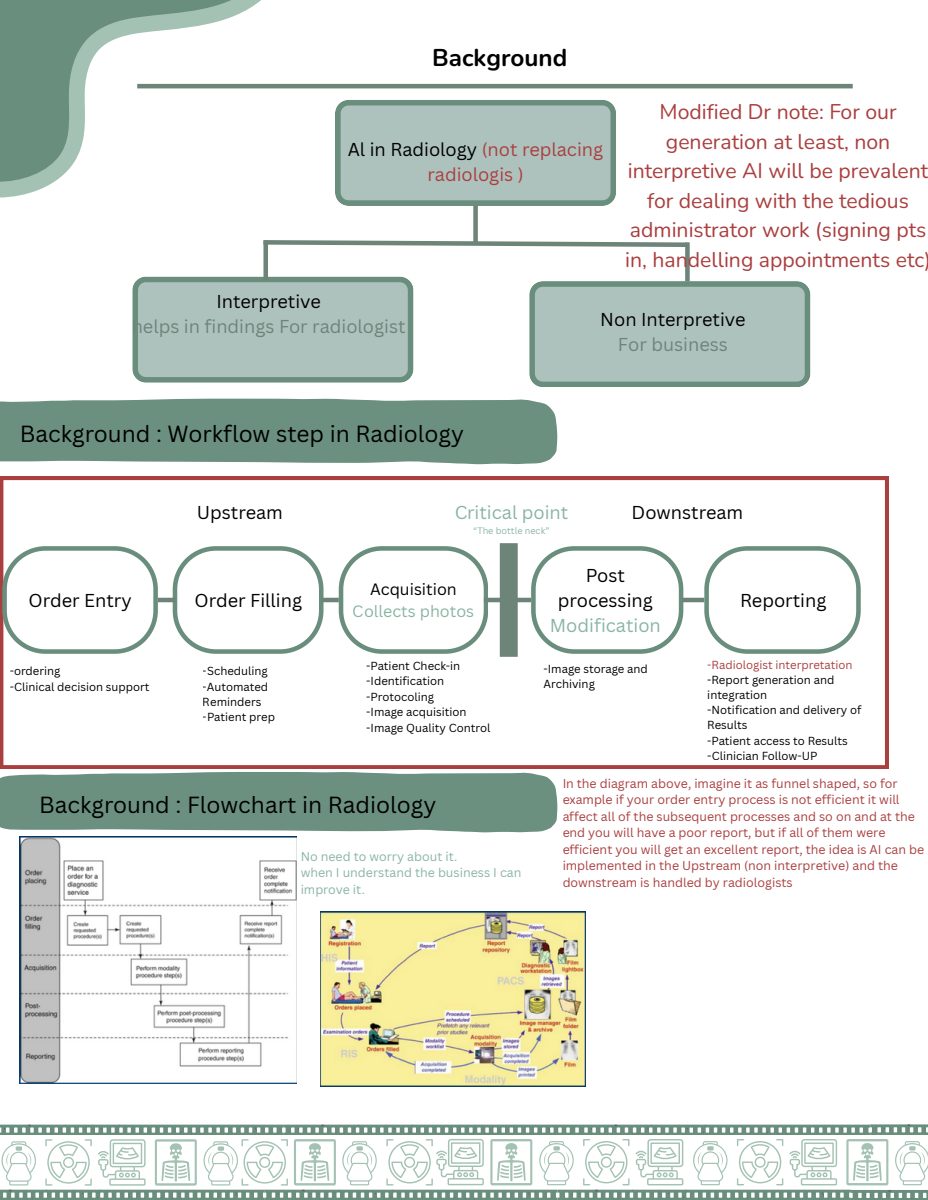 Background
AI in Radiology (not replacing
radiologis )
Modified Dr note: For our
generation at least, non
interpretive AI will be prevalent
for dealing with the tedious
administrator work (signing pts
in, handelling appointments etc)
Interpretive
helps in findings For radiologist
Non Interpretive
For business
Background : Workflow step in Radiology
Upstream
Critical point
"The bottle neck"
Downstream
Order Entry
Order Filling
Acquisition
Collects photos
Post
processing
Modification
Reporting
-ordering
-Clinical decision support
-Scheduling
-Automated
Reminders
-Patient prep
-Patient Check-in
-Identification
-Protocoling
-Image acquisition
-Image Quality Control
-Image storage and
Archiving
-Radiologist interpretation
-Report generation and
integration
-Notification and delivery of
Results
-Patient access to Results
-Clinician Follow-UP
Background : Flowchart in Radiology
In the diagram above, imagine it as funnel shaped, so for
example if your order entry process is not efficient it will
affect all of the subsequent processes and so on and at the
end you will have a poor report, but if all of them were
efficient you will get an excellent report, the idea is AI can be
implemented in the Upstream (non interpretive) and the
downstream is handled by radiologists
No need to worry about it.
when I understand the business I can
improve it.
Order
placing
Place an
order for a
diagnostic
service
Receive
order
complete
notification
Order
filling
Create
requested
procedure(s)
Create
requested
procedure(s)
Receive report
complete
notification(s)
Acquisition
Perform modality
procedure step(s)
Post-
processing
Perform post-processing
procedure step(s)
Reporting
Perform reporting
procedure step(s)
Registration
HIS
Patient
information
Orders placed
Examination orders
RIS
Orders filled
Report
Report
repository
Report
Report
Diagnostic
workstation
Film
lightbox
PACS
Images
retrieved
Procedure
scheduled
Prefetch any relevant
prior studies
Image manager
& archive
Film
folder
Modality
worklist
Acquisition
modality
Images
stored
Acquisition
completed
Acquisition
completed
Images
printed
Film
Modality